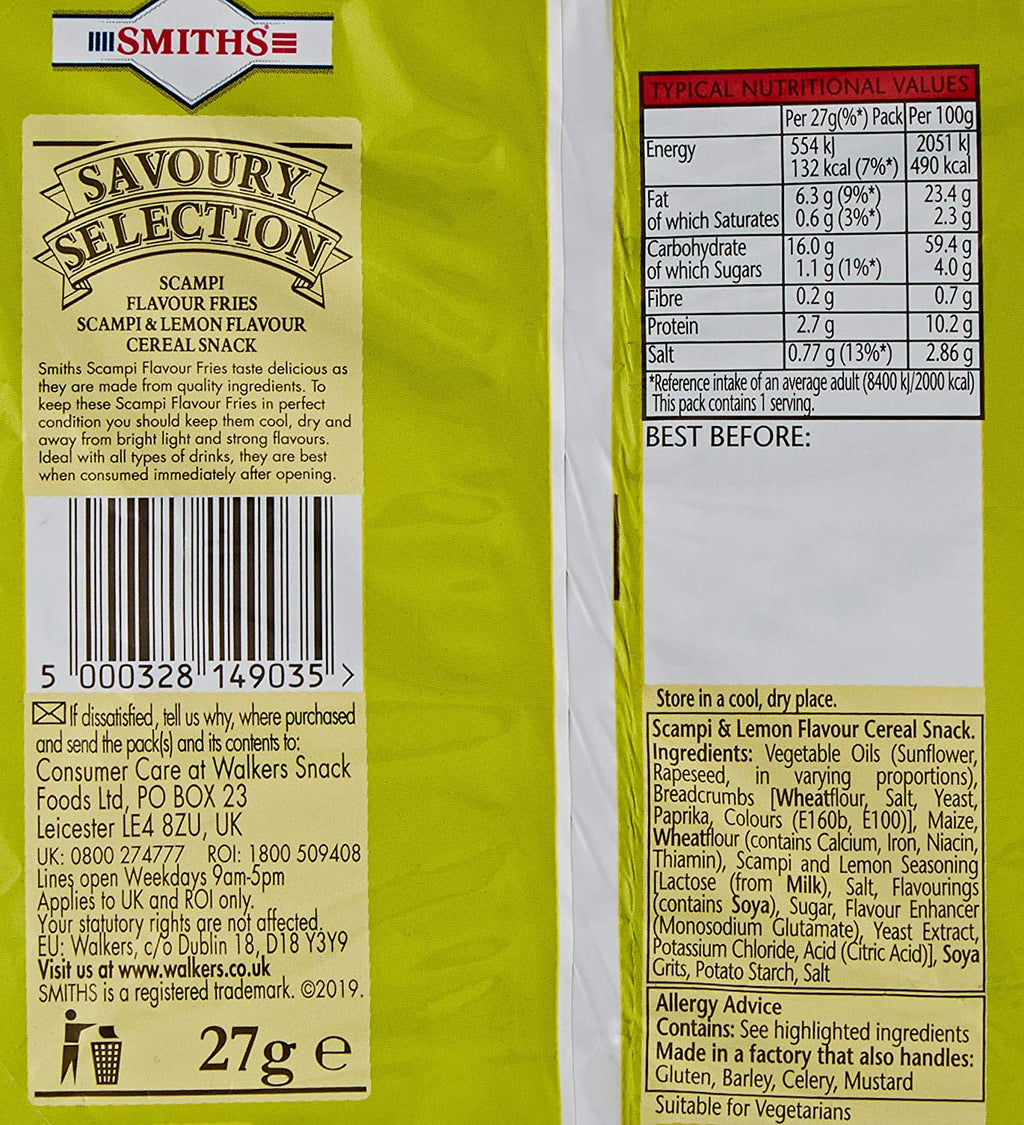 SMITHS
SAVOURY
SELECTION
SCAMPI
FLAVOUR FRIES
SCAMPI & LEMON FLAVOUR
CEREAL SNACK
Smiths Scampi Flavour Fries taste delicious as
they are made from quality ingredients. To
keep these Scampi Flavour Fries in perfect
condition you should keep them cool, dry and
away from bright light and strong flavours.
Ideal with all types of drinks, they are best
when consumed immediately after opening.
5 000328 149035 >
If dissatisfied, tell us why, where purchased
and send the pack(s) and its contents to:
Consumer Care at Walkers Snack
Foods Ltd, PO BOX 23
Leicester LE4 8ZU, UK
UK: 0800 274777 ROI: 1800 509408
Lines open Weekdays 9am-5pm
Applies to UK and ROI only.
Your statutory rights are not affected.
EU: Walkers, c/o Dublin 18, D18 Y3Y9
Visit us at www.walkers.co.uk
SMITHS is a registered trademark. ©2019.
27g e
TYPICAL NUTRITIONAL VALUES
Per 27g(%*) Pack Per 100g
Energy 554 kJ 2051 kJ
132 kcal (7%*) 490 kcal
Fat 6.3 g (9%*) 23.4 g
of which Saturates 0.6 g (3%*) 2.3 g
Carbohydrate 16.0 g 59.4 g
of which Sugars 1.1 g (1%*) 4.0 g
Fibre 0.2 g 0.7 g
Protein 2.7 g 10.2 g
Salt 0.77 g (13%*) 2.86 g
*Reference intake of an average adult (8400 kJ/2000 kcal)
This pack contains 1 serving.
BEST BEFORE:
Store in a cool, dry place.
Scampi & Lemon Flavour Cereal Snack.
Ingredients: Vegetable Oils (Sunflower,
Rapeseed, in varying proportions),
Breadcrumbs [Wheatflour, Salt, Yeast,
Paprika, Colours (E160b, E100)], Maize,
Wheatflour (contains Calcium, Iron, Niacin,
Thiamin), Scampi and Lemon Seasoning
[Lactose (from Milk), Salt, Flavourings
(contains Soya), Sugar, Flavour Enhancer
(Monosodium Glutamate), Yeast Extract,
Potassium Chloride, Acid (Citric Acid)], Soya
Grits, Potato Starch, Salt
Allergy Advice
Contains: See highlighted ingredients
Made in a factory that also handles:
Gluten, Barley, Celery, Mustard
Suitable for Vegetarians